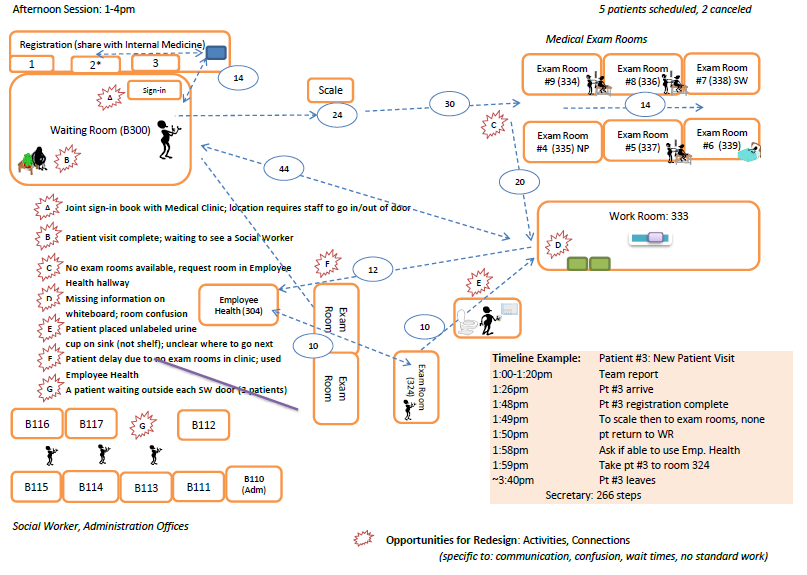 Afternoon Session: 1-4pm
5 patients scheduled, 2 canceled
Registration (share with Internal Medicine)
1
2*
3
14
Sign-in
A
Waiting Room (B300)
B
Scale
24
30
Medical Exam Rooms
Exam Room
#9 (334)
Exam Room
#8 (336)
Exam Room
#7 (338) SW
14
C
Exam Room
#4 (335) NP
Exam Room
#5 (337)
Exam Room
#6 (339)
44
20
Work Room: 333
D
A Joint sign-in book with Medical Clinic; location requires staff to go in/out of door
B Patient visit complete; waiting to see a Social Worker
C No exam rooms available, request room in Employee
Health hallway
D Missing information on
whiteboard; room confusion
E Patient placed unlabeled urine
cup on sink (not shelf); unclear where to go next
F Patient delay due to no exam rooms in clinic; used
Employee Health
G A patient waiting outside each SW door (3 patients)
F
12
E
Employee
Health (304)
Exam
Room
10
10
Exam
Room
Exam Room
(324)
Timeline Example: Patient #3: New Patient Visit
1:00-1:20pm Team report
1:26pm Pt #3 arrive
1:48pm Pt #3 registration complete
1:49pm To scale then to exam rooms, none
1:50pm pt return to WR
1:58pm Ask if able to use Emp. Health
1:59pm Take pt #3 to room 324
~3:40pm Pt #3 leaves
Secretary: 266 steps
B116
B117
G
B112
B115
B114
B113
B111
B110
(Adm)
Social Worker, Administration Offices
Opportunities for Redesign: Activities, Connections
(specific to: communication, confusion, wait times, no standard work)